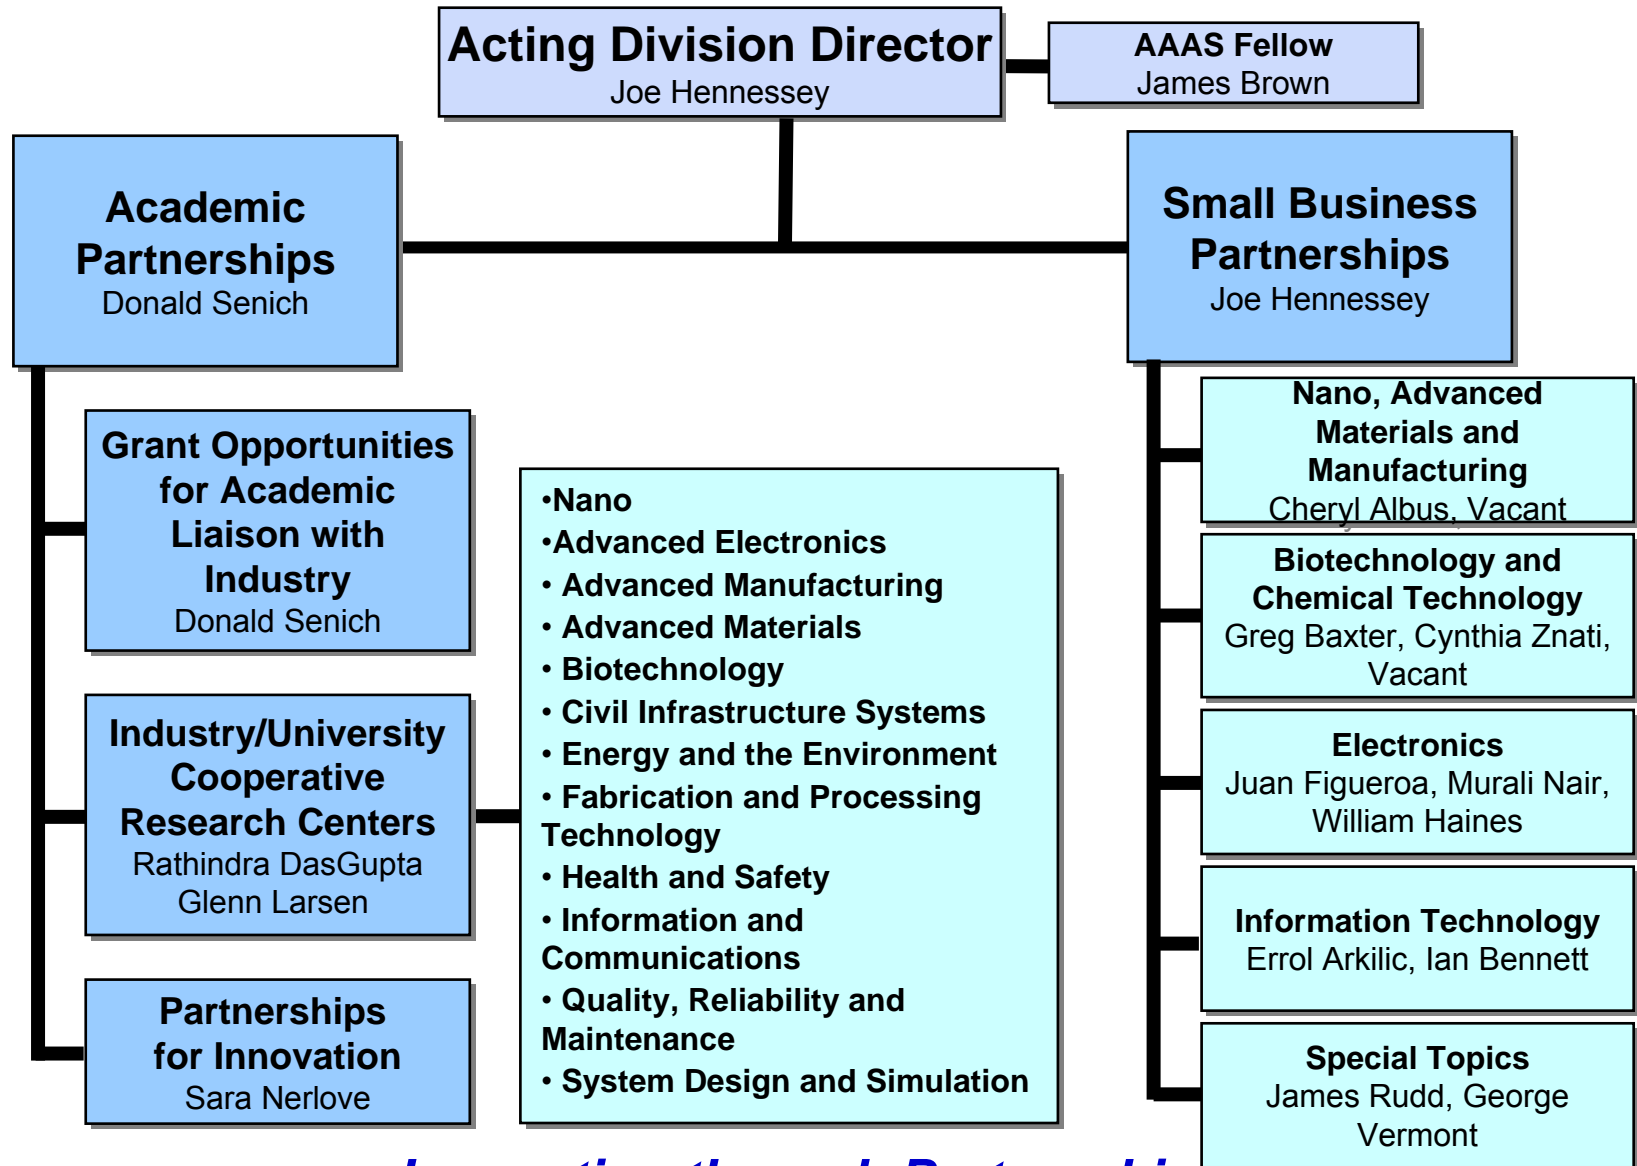 Acting Division Director
Joe Hennessey
AAAS Fellow
James Brown
Academic
Partnerships
Donald Senich
Small Business
Partnerships
Joe Hennessey
Grant Opportunities
for Academic
Liaison with
Industry
Donald Senich
Industry/University
Cooperative
Research Centers
Rathindra DasGupta
Glenn Larsen
Partnerships
for Innovation
Sara Nerlove
•Nano
•Advanced Electronics
• Advanced Manufacturing
• Advanced Materials
• Biotechnology
• Civil Infrastructure Systems
• Energy and the Environment
• Fabrication and Processing
Technology
• Health and Safety
• Information and
Communications
• Quality, Reliability and
Maintenance
• System Design and Simulation
Nano, Advanced
Materials and
Manufacturing
Cheryl Albus, Vacant
Biotechnology and
Chemical Technology
Greg Baxter, Cynthia Znati,
Vacant
Electronics
Juan Figueroa, Murali Nair,
William Haines
Information Technology
Errol Arkilic, Ian Bennett
Special Topics
James Rudd, George
Vermont
through